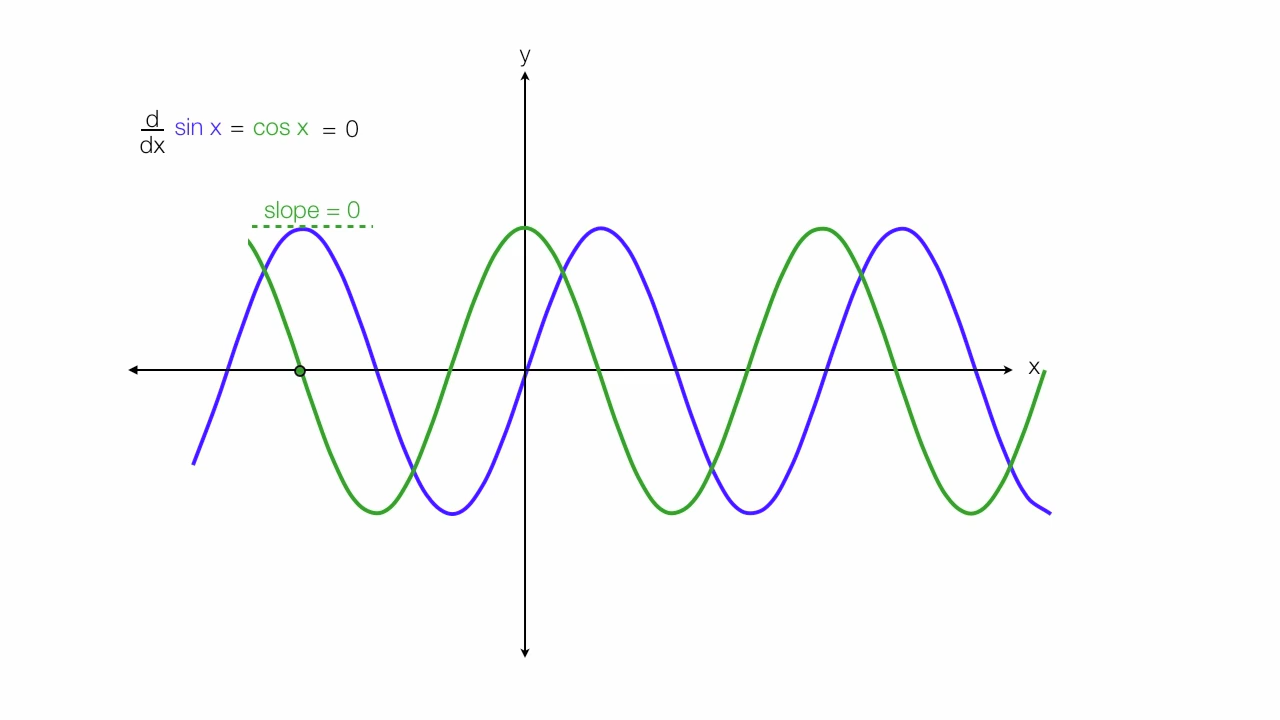 y
d
dx
sin x = cos x = 0
slope = 0
x